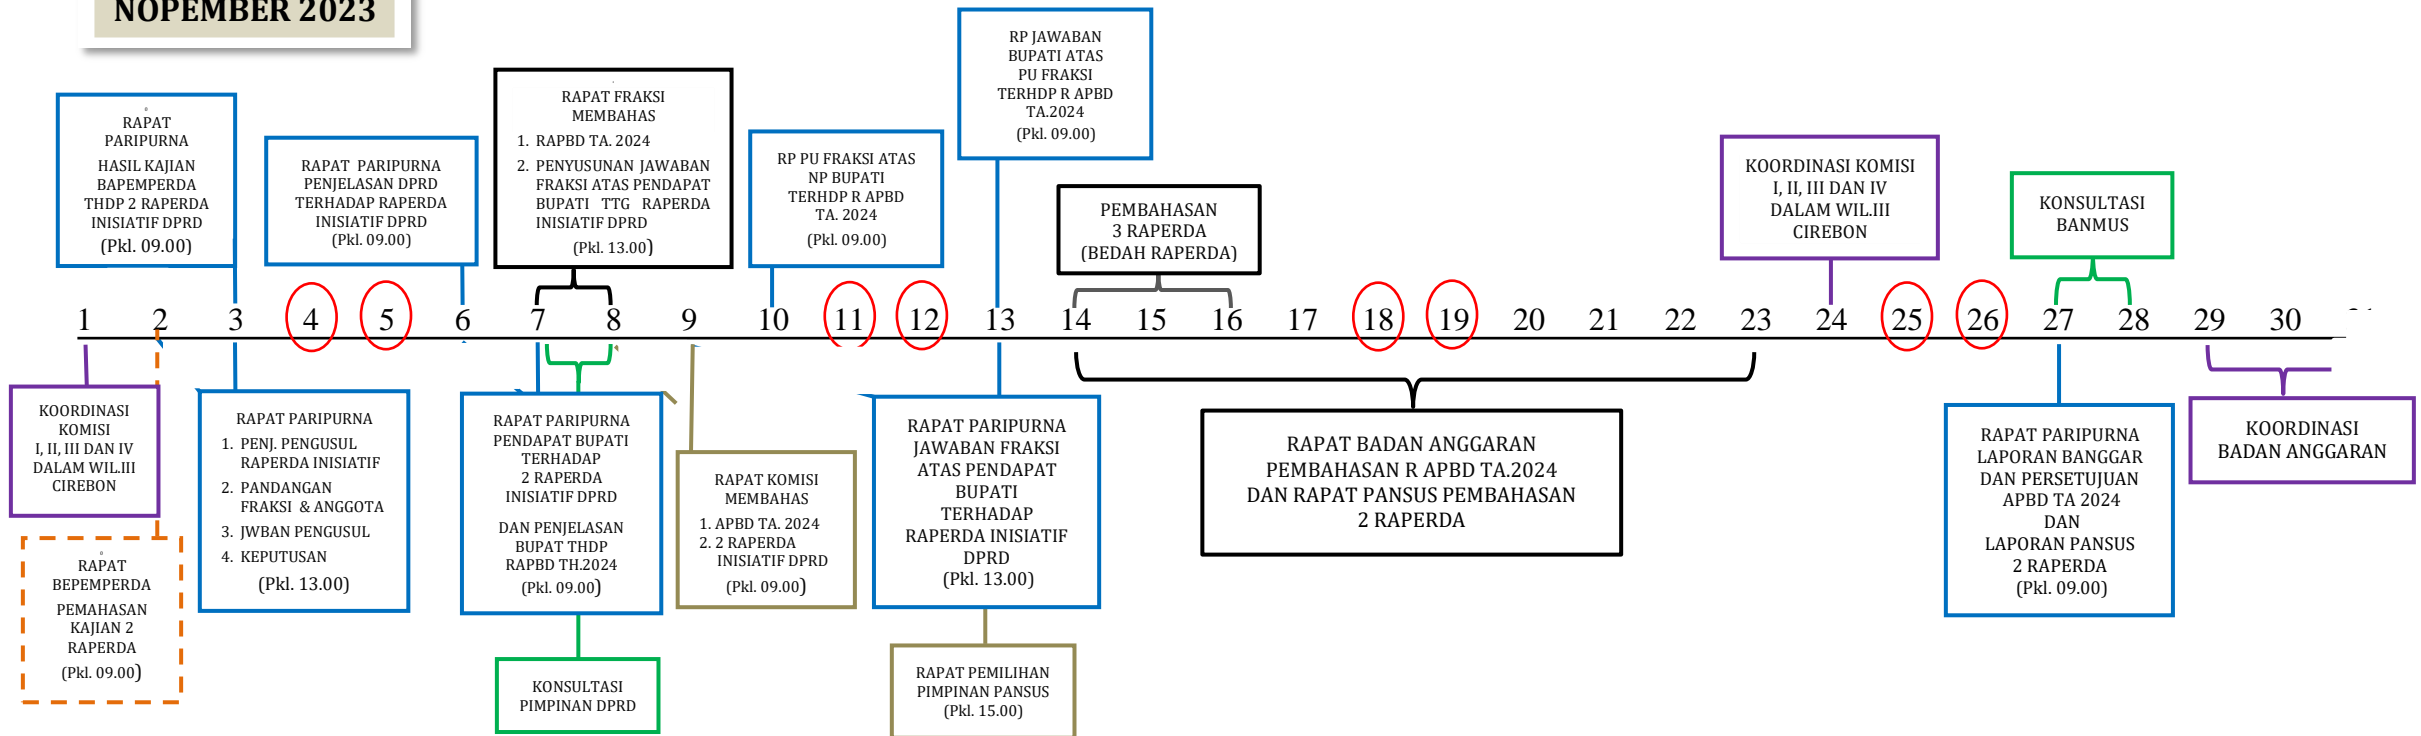 NOPEMBER 2023
RAPAT
PARIPURNA
HASIL KAJIAN
BAPEMPERDA
THDP 2 RAPERDA
INISIATIF DPRD
(Pkl. 09.00)
RAPAT PARIPURNA
PENJELASAN DPRD
TERHADAP RAPERDA
INISIATIF DPRD
(Pkl. 09.00)
RAPAT FRAKSI
MEMBAHAS
1. RAPBD TA. 2024
2. PENYUSUNAN JAWABAN
FRAKSI ATAS PENDAPAT
BUPATI TTG RAPERDA
INISIATIF DPRD
(Pkl. 13.00)
RP PU FRAKSI ATAS
NP BUPATI
TERHDP R APBD
TA. 2024
(Pkl. 09.00)
RP JAWABAN
BUPATI ATAS
PU FRAKSI
TERHDP R APBD
TA.2024
(Pkl. 09.00)
PEMBAHASAN
3 RAPERDA
(BEDAH RAPERDA)
KOORDINASI KOMISI
I, II, III DAN IV
DALAM WIL.III
CIREBON
KONSULTASI
BANMUS
1 2 3 4 5 6 7 8 9 10 11 12 13 14 15 16 17 18 19 20 21 22 23 24 25 26 27 28 29 30
KOORDINASI
KOMISI
I, II, III DAN IV
DALAM WIL.III
CIREBON
RAPAT
BEPEMPERDA
PEMAHASAN
KAJIAN 2
RAPERDA
(Pkl. 09.00)
RAPAT PARIPURNA
1. PENJ. PENGUSUL
RAPERDA INISIATIF
2. PANDANGAN
FRAKSI & ANGGOTA
3. JWBAN PENGUSUL
4. KEPUTUSAN
(Pkl. 13.00)
RAPAT PARIPURNA
PENDAPAT BUPATI
TERHADAP
2 RAPERDA
INISIATIF DPRD
DAN PENJELASAN
BUPAT THDP
RAPBD TH.2024
(Pkl. 09.00)
KONSULTASI
PIMPINAN DPRD
RAPAT KOMISI
MEMBAHAS
1. APBD TA. 2024
2. 2 RAPERDA
INISIATIF DPRD
(Pkl. 09.00)
RAPAT PARIPURNA
JAWABAN FRAKSI
ATAS PENDAPAT
BUPATI
TERHADAP
RAPERDA INISIATIF
DPRD
(Pkl. 13.00)
RAPAT PEMILIHAN
PIMPINAN PANSUS
(Pkl. 15.00)
RAPAT BADAN ANGGARAN
PEMBAHASAN R APBD TA.2024
DAN RAPAT PANSUS PEMBAHASAN
2 RAPERDA
RAPAT PARIPURNA
LAPORAN BANGGAR
DAN PERSETUJUAN
APBD TA 2024
DAN
LAPORAN PANSUS
2 RAPERDA
(Pkl. 09.00)
KOORDINASI
BADAN ANGGARAN